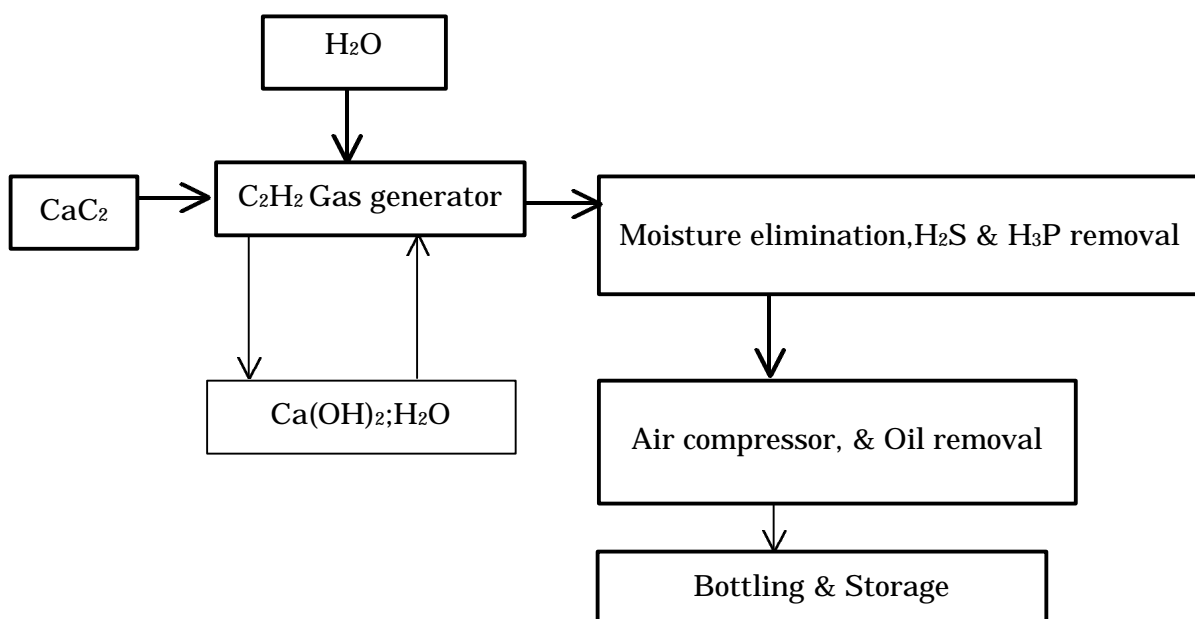 H₂O
C₂H₂ Gas generator
CaC₂
Moisture elimination,H₂S & H₃P removal
Ca(OH)₂;H₂O
Air compressor, & Oil removal
Bottling & Storage